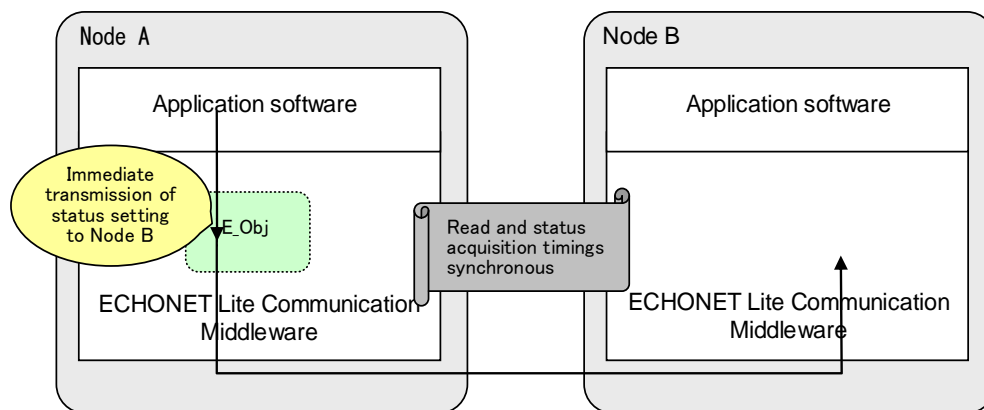 Node A
Application software
Immediate
transmission of
status setting
to Node B
E_Obj
ECHONET Lite Communication
Middleware
Read and status
acquisition timings
synchronous
Node B
Application software
ECHONET Lite Communication
Middleware